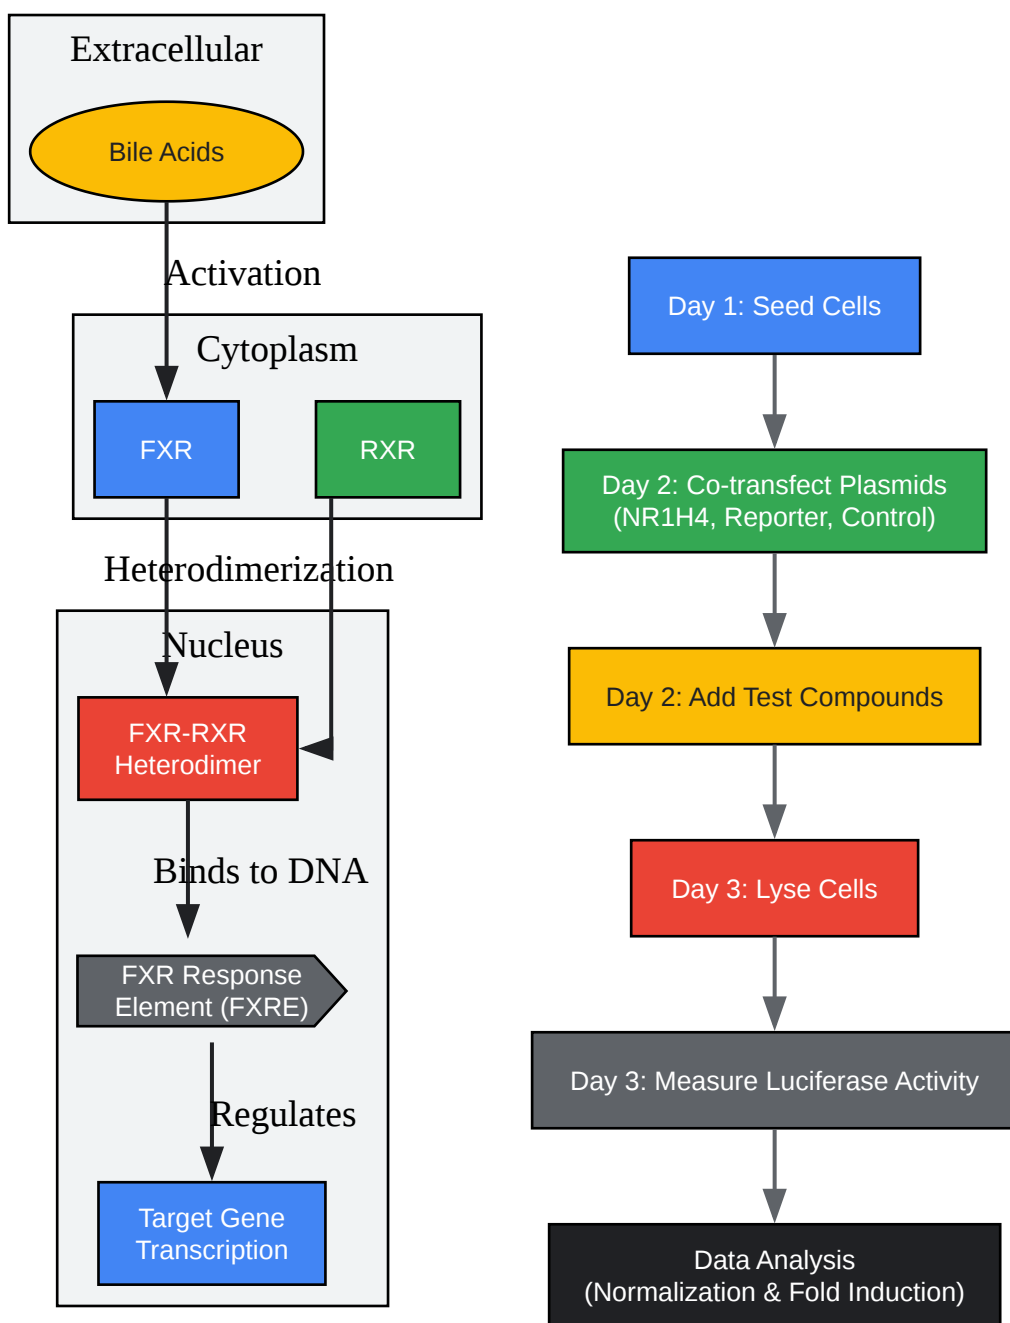 Extracellular
Bile Acids
Activation
Cytoplasm
FXR
RXR
Heterodimerization
Nucleus
FXR-RXR
Heterodimer
Binds to DNA
FXR Response
Element (FXRE)
Regulates
Target Gene
Transcription
Day 1: Seed Cells
Day 2: Co-transfect Plasmids
(NR1H4, Reporter, Control)
Day 2: Add Test Compounds
Day 3: Lyse Cells
Day 3: Measure Luciferase Activity
Data Analysis
(Normalization & Fold Induction)